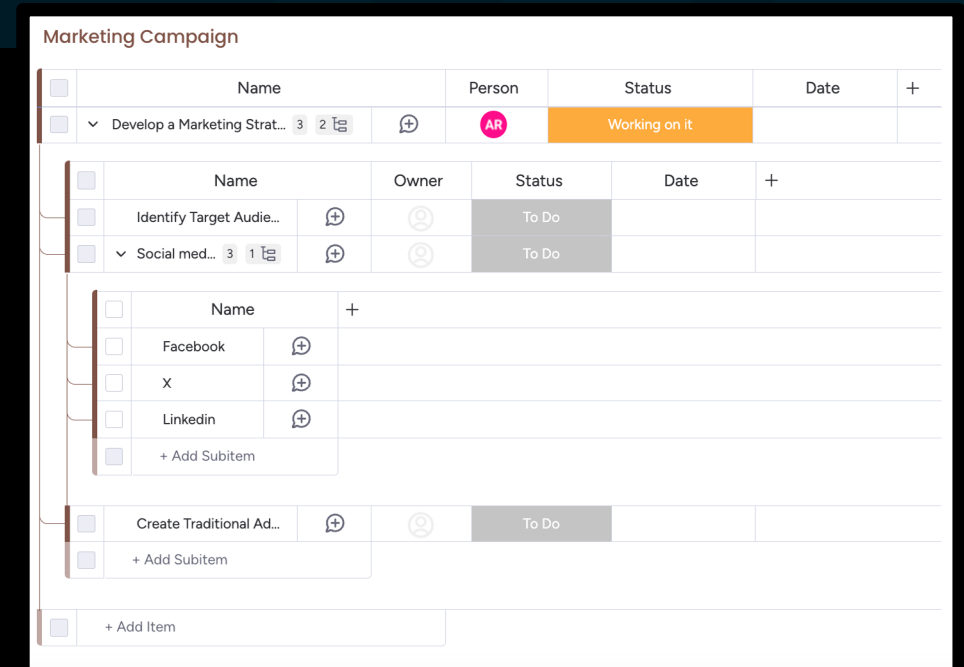 Marketing Campaign
Name Person Status Date +
Develop a Marketing Strat... 3 2 AR Working on it
Name Owner Status Date +
Identify Target Audie... To Do
Social med... 3 1 To Do
Name +
Facebook
X
Linkedin
+ Add Subitem
Create Traditional Ad... To Do
+ Add Subitem
+ Add Item